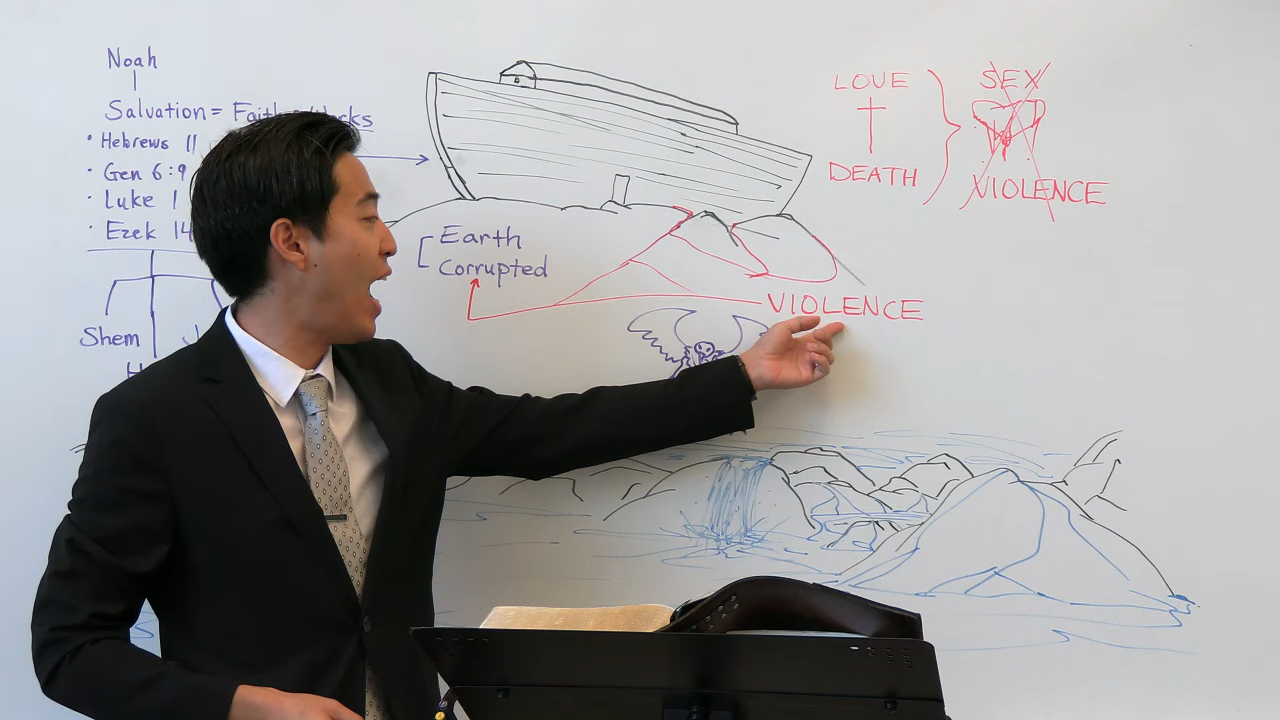 Noah
Salvation = Faith + Works
• Hebrews 11
• Gen 6:9
• Luke 1
• Ezek 14
Shem
H
J
Earth
Corrupted
VIOLENCE
LOVE
DEATH
SEX
VIOLENCE